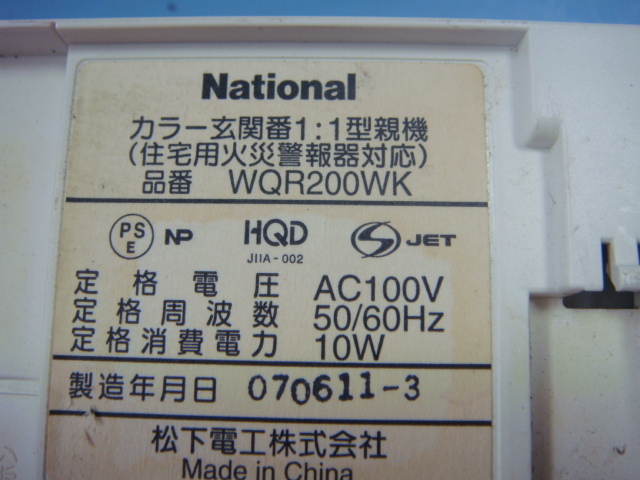 National
カラー玄関番1:1型親機
(住宅用火災警報器対応)
品番 WQR200WK
PS E NP HQD JIIA-002 S JET
定格電圧 AC100V
定格周波数 50/60Hz
定格消費電力 10W
製造年月日 070611-3
松下電工株式会社
Made in China